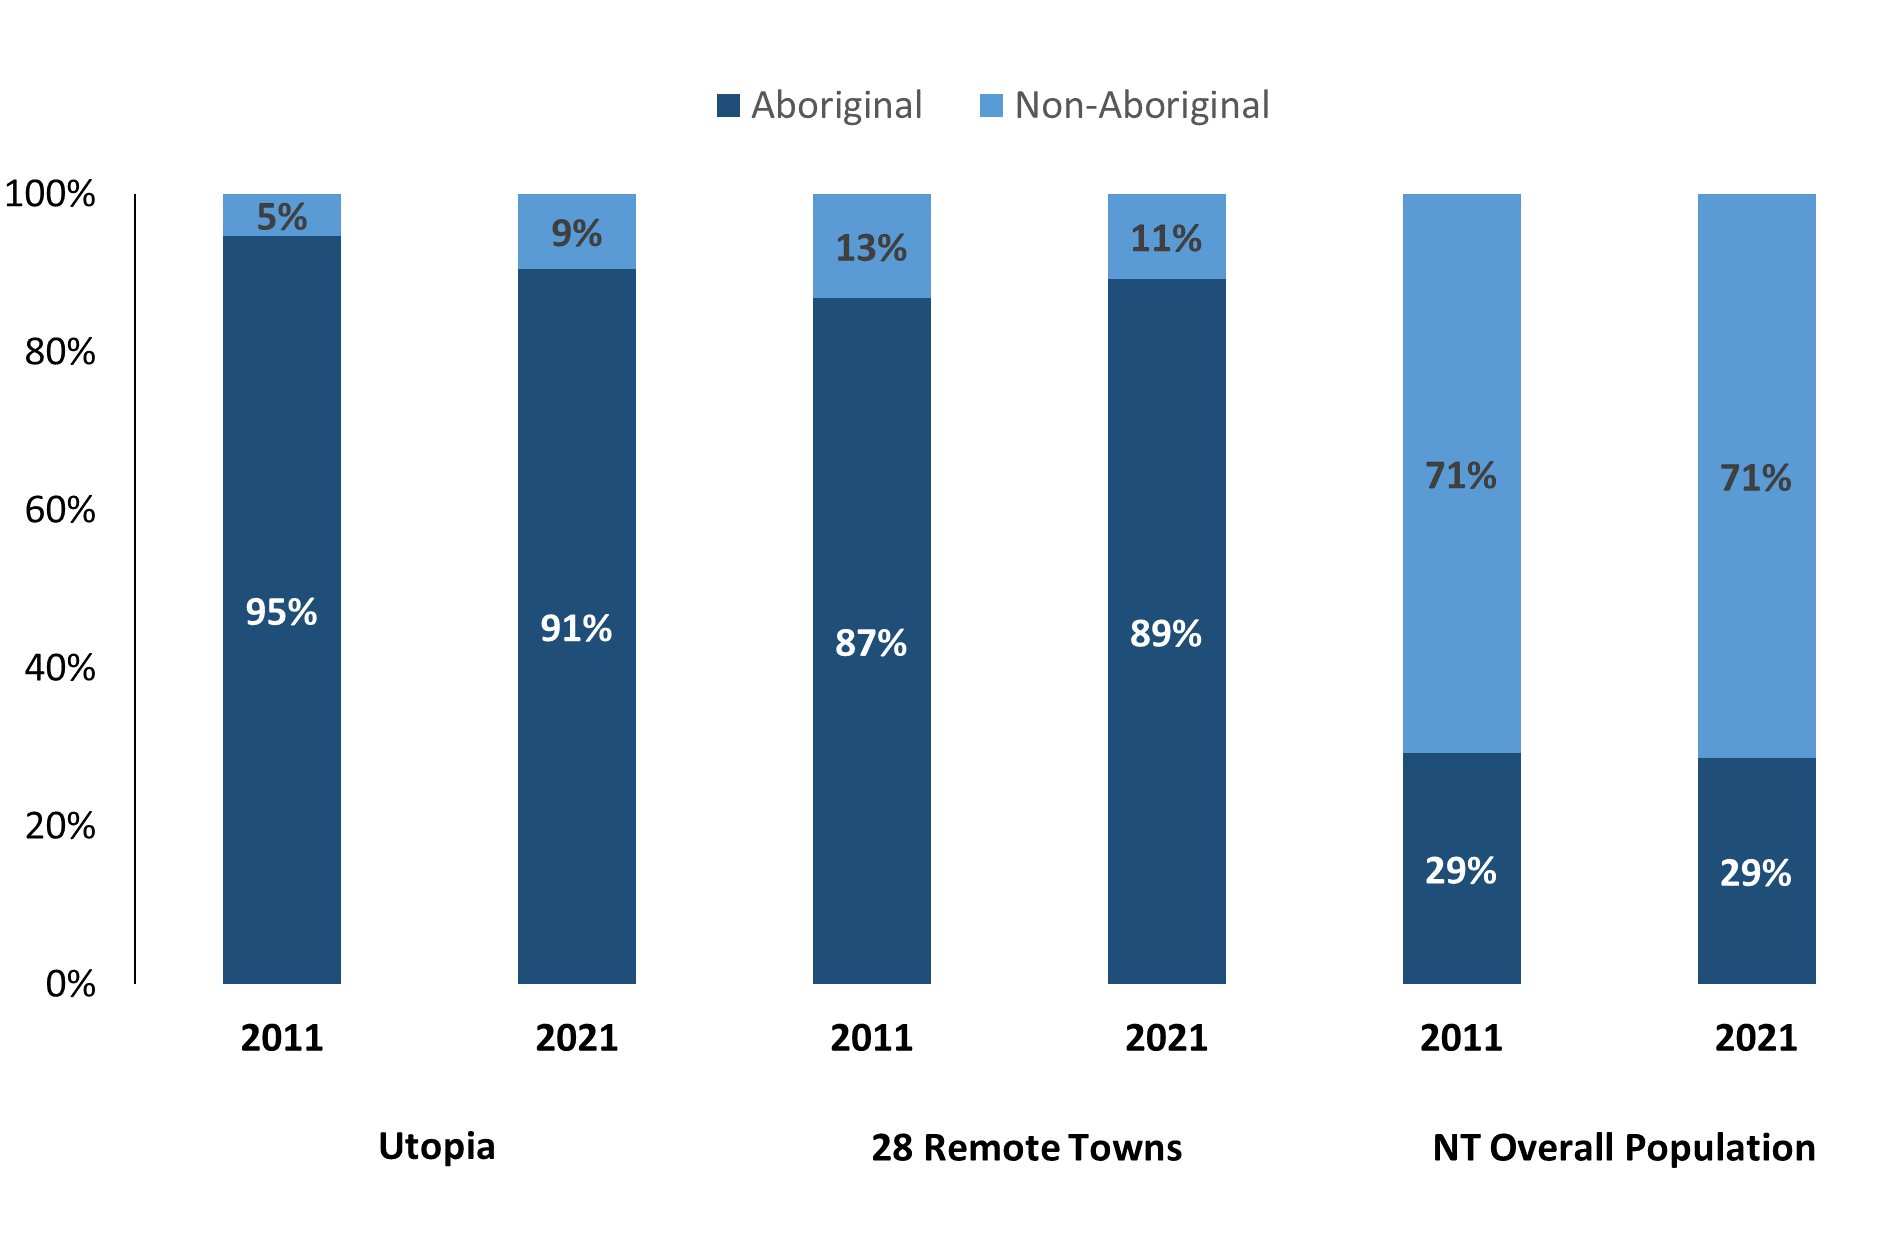 Aboriginal Non-Aboriginal
100%
80%
60%
40%
20%
0%
5% 9% 13% 11% 71% 71%
95% 91% 87% 89% 29% 29%
2011 2021 2011 2021 2011 2021
Utopia 28 Remote Towns NT Overall Population